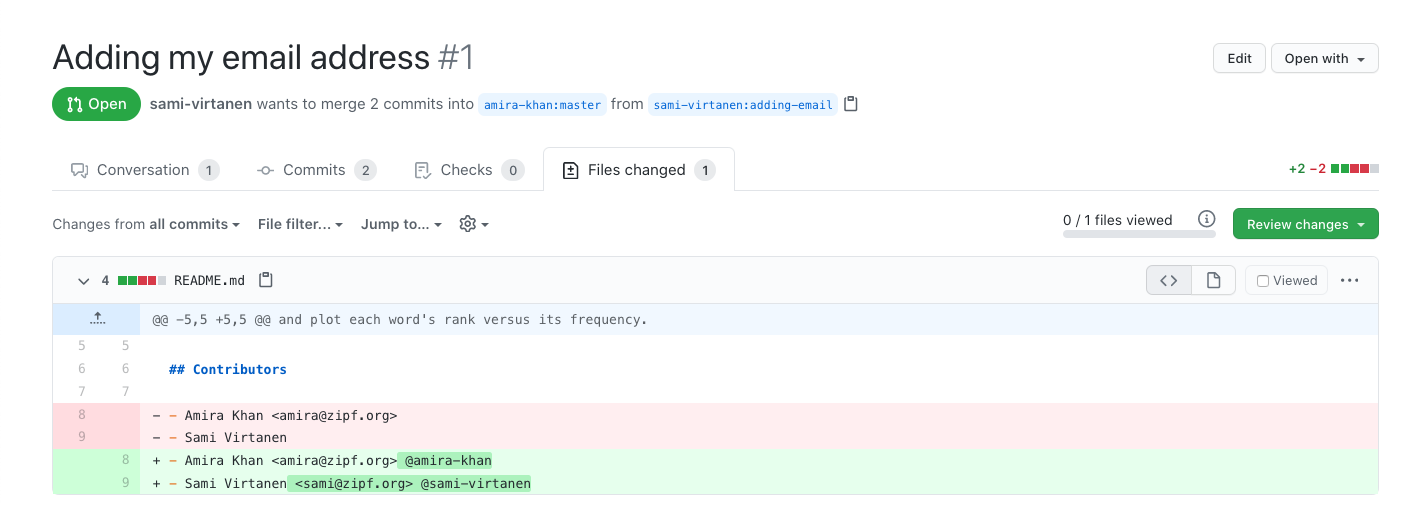 Adding my email address #1
Edit
Open with
Open
sami-virtanen wants to merge 2 commits into amira-khan:master from sami-virtanen:adding-email
Conversation 1
Commits 2
Checks 0
Files changed 1
+2 −2
Changes from all commits
File filter...
Jump to...
0 / 1 files viewed
Review changes
4 README.md
<> Viewed ...
@@ -5,5 +5,5 @@ and plot each word's rank versus its frequency.
5 5
6 6 ## Contributors
7 7
8 - - Amira Khan <amira@zipf.org>
9 - - Sami Virtanen
8 + - Amira Khan <amira@zipf.org> @amira-khan
9 + - Sami Virtanen <sami@zipf.org> @sami-virtanen